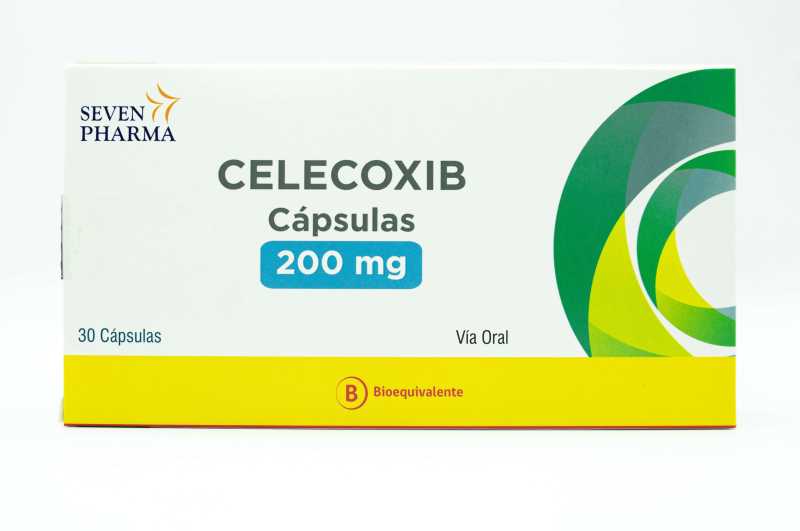 SEVEN
PHARMA
CELECOXIB
Cápsulas
200 mg
30 Cápsulas
Vía Oral
B Bioequivalente